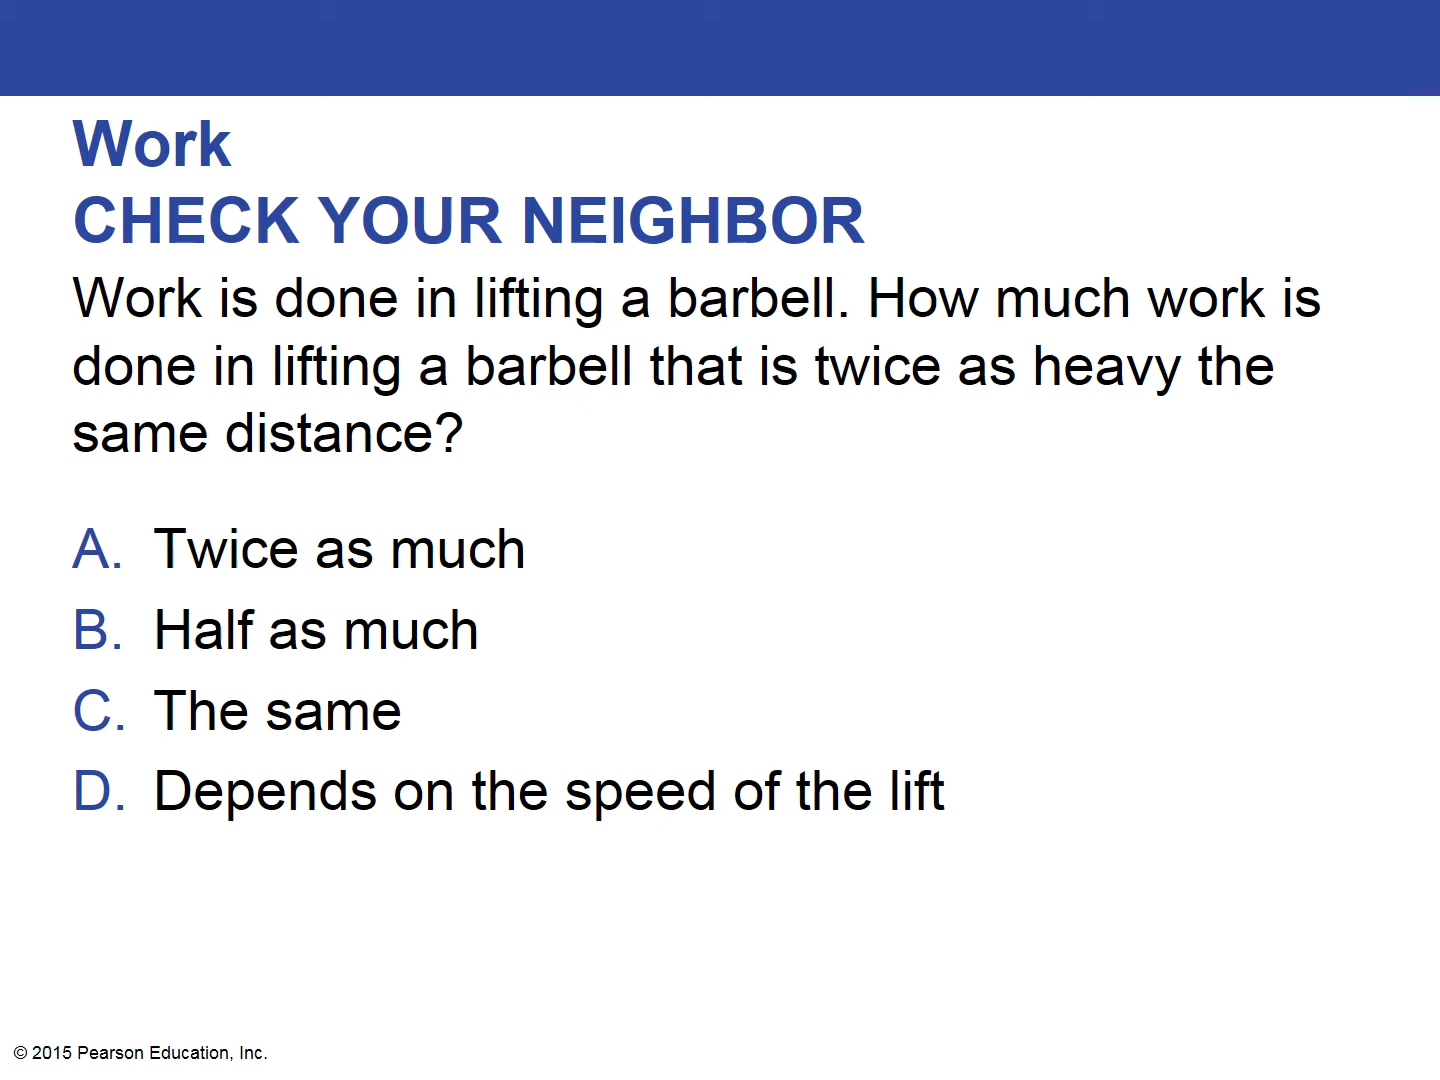 Work
CHECK YOUR NEIGHBOR
Work is done in lifting a barbell. How much work is
done in lifting a barbell that is twice as heavy the
same distance?
A. Twice as much
B. Half as much
C. The same
D. Depends on the speed of the lift
© 2015 Pearson Education, Inc.